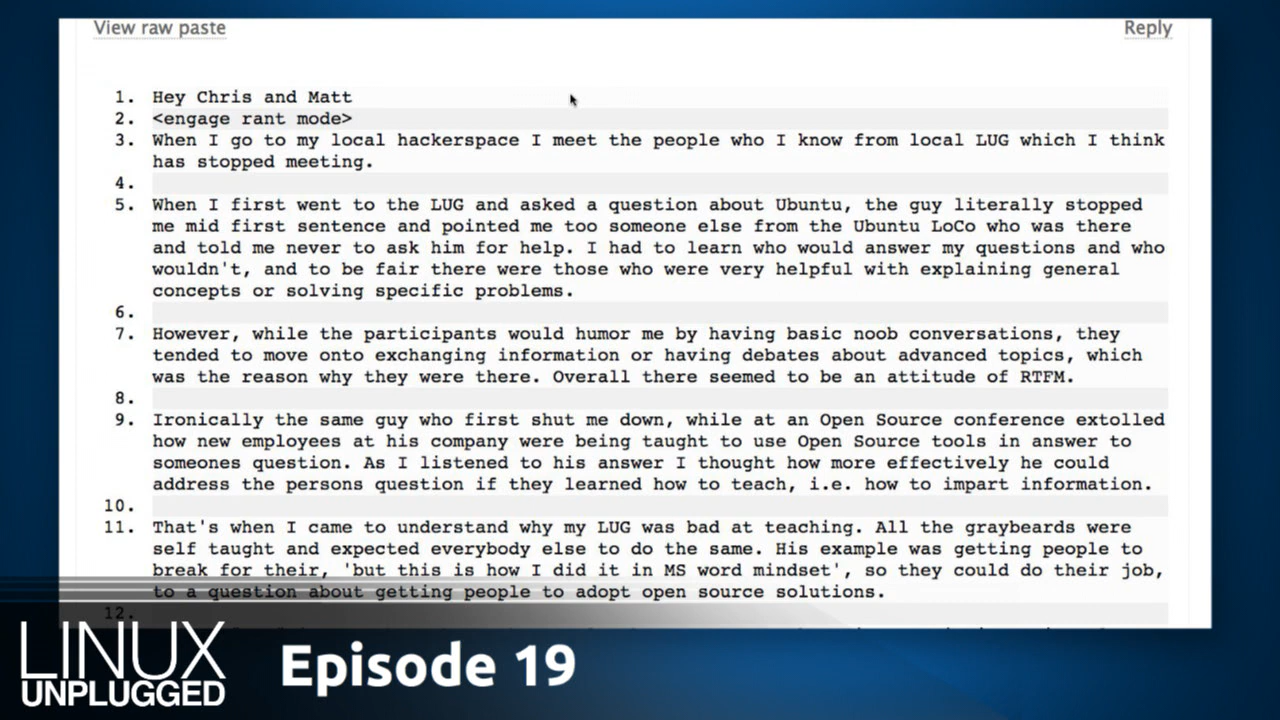 View raw paste
Reply
1. Hey Chris and Matt
2. <engage rant mode>
3. When I go to my local hackerspace I meet the people who I know from local LUG which I think
has stopped meeting.
4.
5. When I first went to the LUG and asked a question about Ubuntu, the guy literally stopped
me mid first sentence and pointed me too someone else from the Ubuntu LoCo who was there
and told me never to ask him for help. I had to learn who would answer my questions and who
wouldn't, and to be fair there were those who were very helpful with explaining general
concepts or solving specific problems.
6.
7. However, while the participants would humor me by having basic noob conversations, they
tended to move onto exchanging information or having debates about advanced topics, which
was the reason why they were there. Overall there seemed to be an attitude of RTFM.
8.
9. Ironically the same guy who first shut me down, while at an Open Source conference extolled
how new employees at his company were being taught to use Open Source tools in answer to
someones question. As I listened to his answer I thought how more effectively he could
address the persons question if they learned how to teach, i.e. how to impart information.
10.
11. That's when I came to understand why my LUG was bad at teaching. All the graybeards were
self taught and expected everybody else to do the same. His example was getting people to
break for their, 'but this is how I did it in MS word mindset', so they could do their job,
to a question about getting people to adopt open source solutions.
12.
LINUX
UNPLUGGED
Episode 19